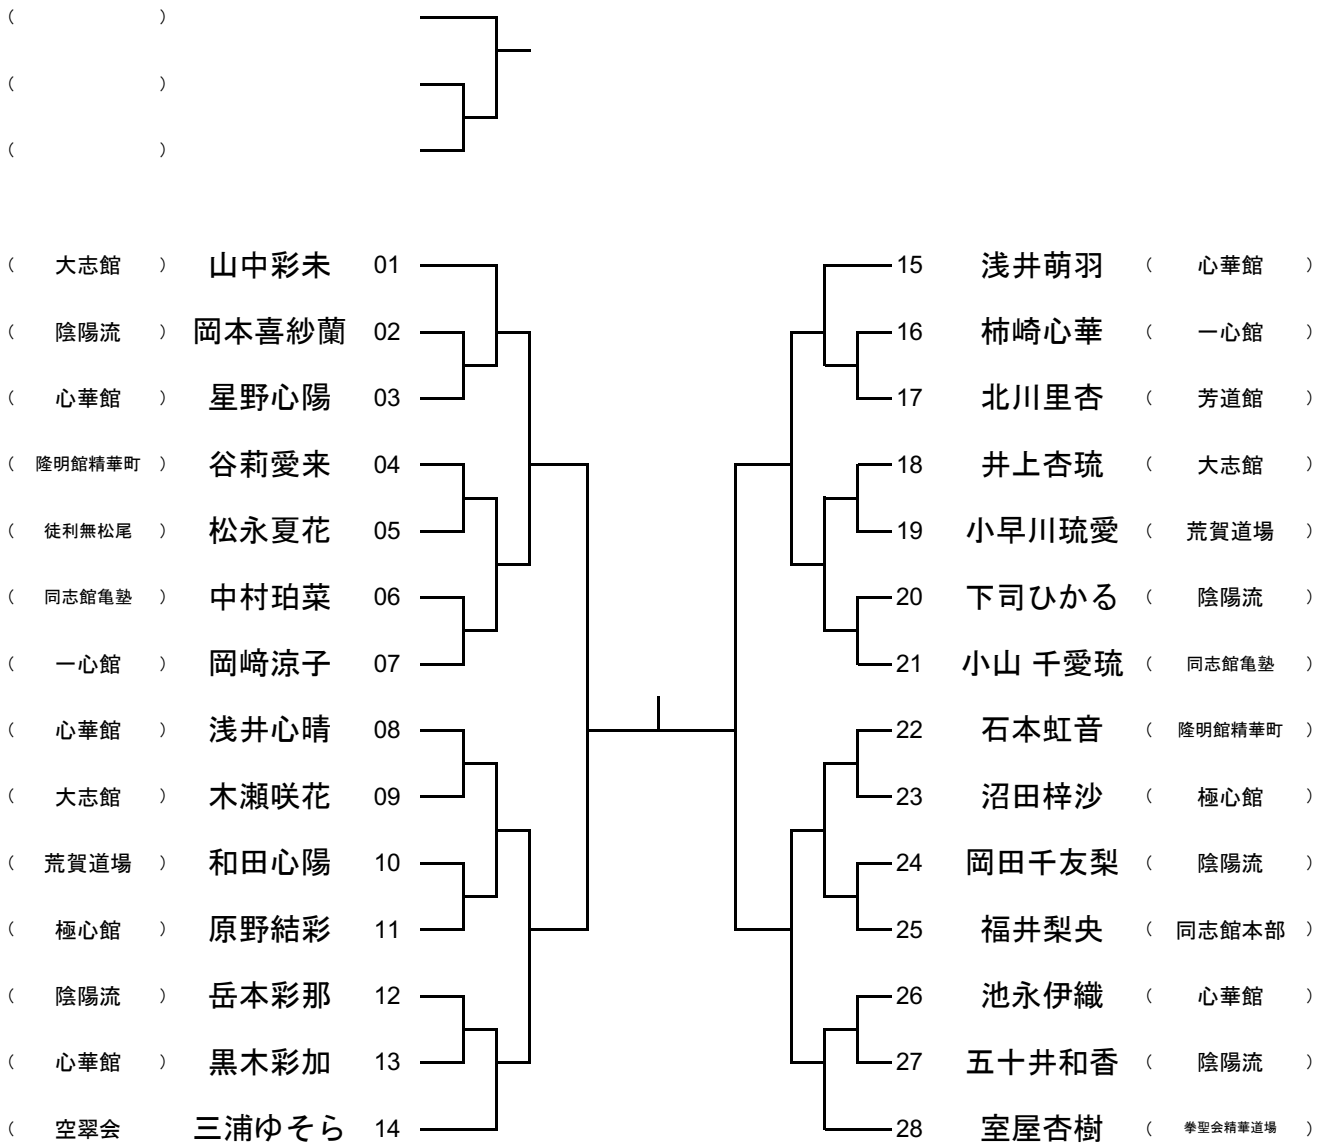 （ ）
（ ）
（ ）
（ 大志館 ） 山中彩未 01
（ 陰陽流 ） 岡本喜紗蘭 02
（ 心華館 ） 星野心陽 03
（ 隆明館精華町 ） 谷莉愛来 04
（ 徒利無松尾 ） 松永夏花 05
（ 同志館亀塾 ） 中村珀菜 06
（ 一心館 ） 岡﨑涼子 07
（ 心華館 ） 浅井心晴 08
（ 大志館 ） 木瀬咲花 09
（ 荒賀道場 ） 和田心陽 10
（ 極心館 ） 原野結彩 11
（ 陰陽流 ） 岳本彩那 12
（ 心華館 ） 黒木彩加 13
（ 空翠会 三浦ゆそら 14
15 浅井萌羽 （ 心華館 ）
16 柿崎心華 （ 一心館 ）
17 北川里杏 （ 芳道館 ）
18 井上杏琉 （ 大志館 ）
19 小早川琉愛 （ 荒賀道場 ）
20 下司ひかる （ 陰陽流 ）
21 小山 千愛琉 （ 同志館亀塾 ）
22 石本虹音 （ 隆明館精華町 ）
23 沼田梓沙 （ 極心館 ）
24 岡田千友梨 （ 陰陽流 ）
25 福井梨央 （ 同志館本部 ）
26 池永伊織 （ 心華館 ）
27 五十井和香 （ 陰陽流 ）
28 室屋杏樹 （ 拳聖会精華道場 ）